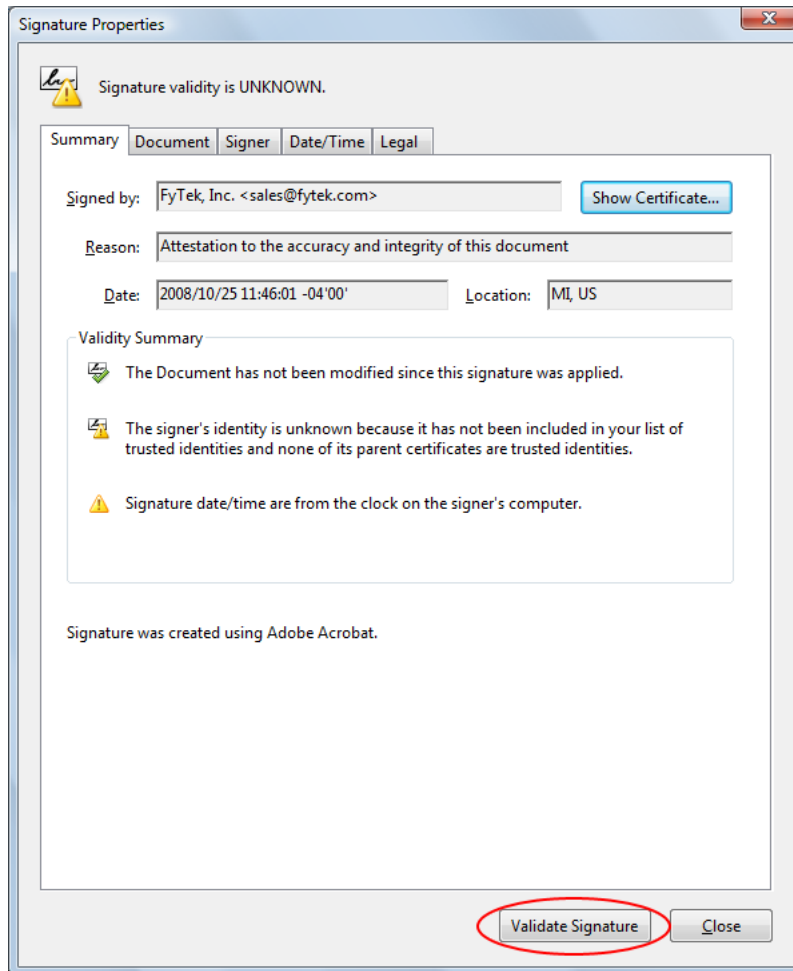 Signature Properties
Signature validity is UNKNOWN.
Summary Document Signer Date/Time Legal
Signed by: FyTek, Inc. <sales@fytek.com> Show Certificate...
Reason: Attestation to the accuracy and integrity of this document
Date: 2008/10/25 11:46:01 -04'00' Location: MI, US
Validity Summary
The Document has not been modified since this signature was applied.
The signer's identity is unknown because it has not been included in your list of
trusted identities and none of its parent certificates are trusted identities.
Signature date/time are from the clock on the signer's computer.
Signature was created using Adobe Acrobat.
Validate Signature Close